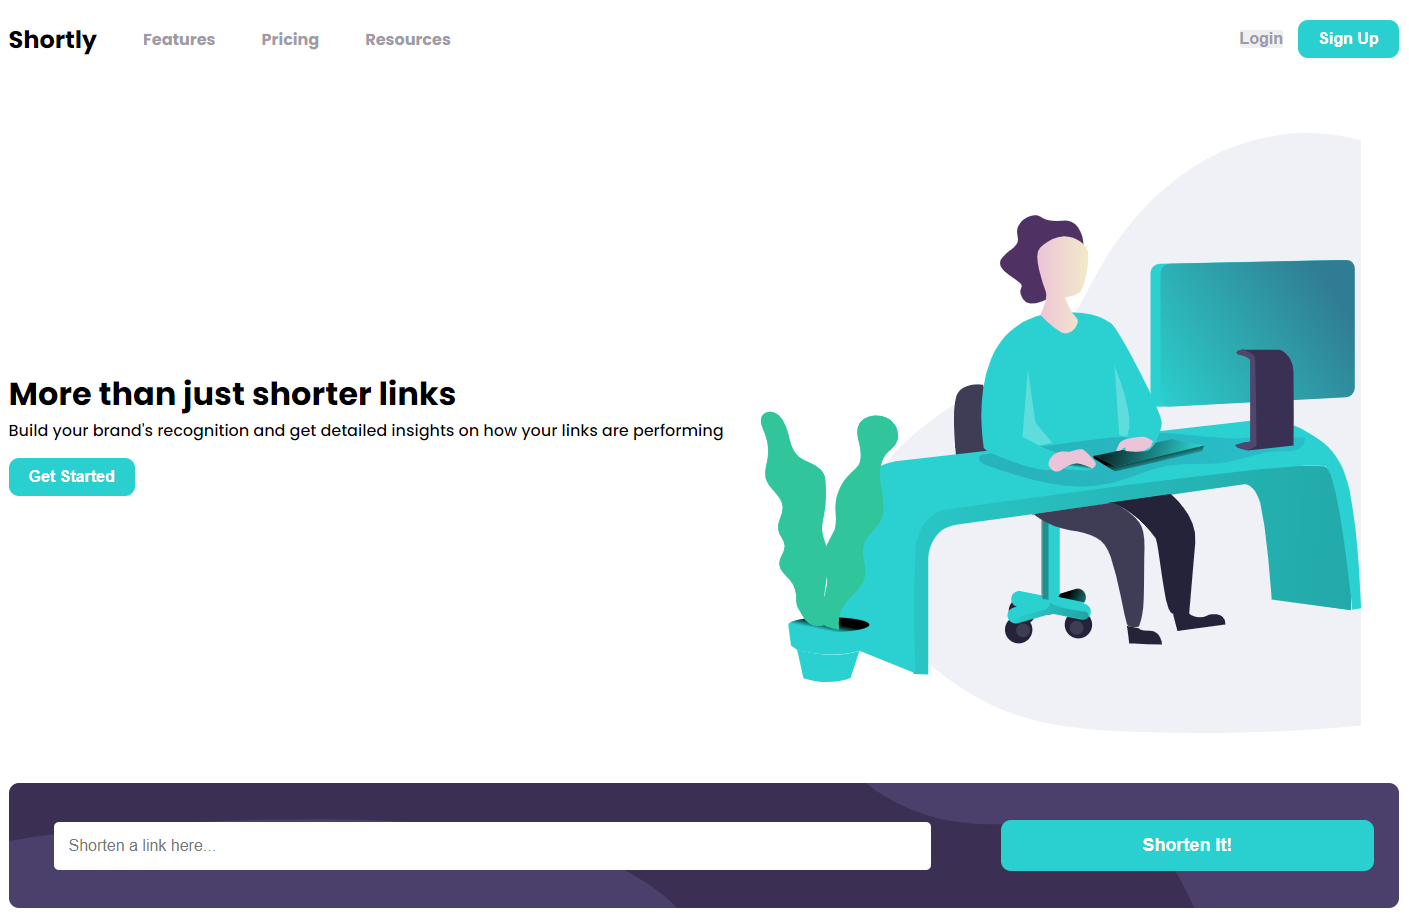 Shortly Features Pricing Resources Login Sign Up
More than just shorter links
Build your brand's recognition and get detailed insights on how your links are performing
Get Started
Shorten a link here... Shorten It!